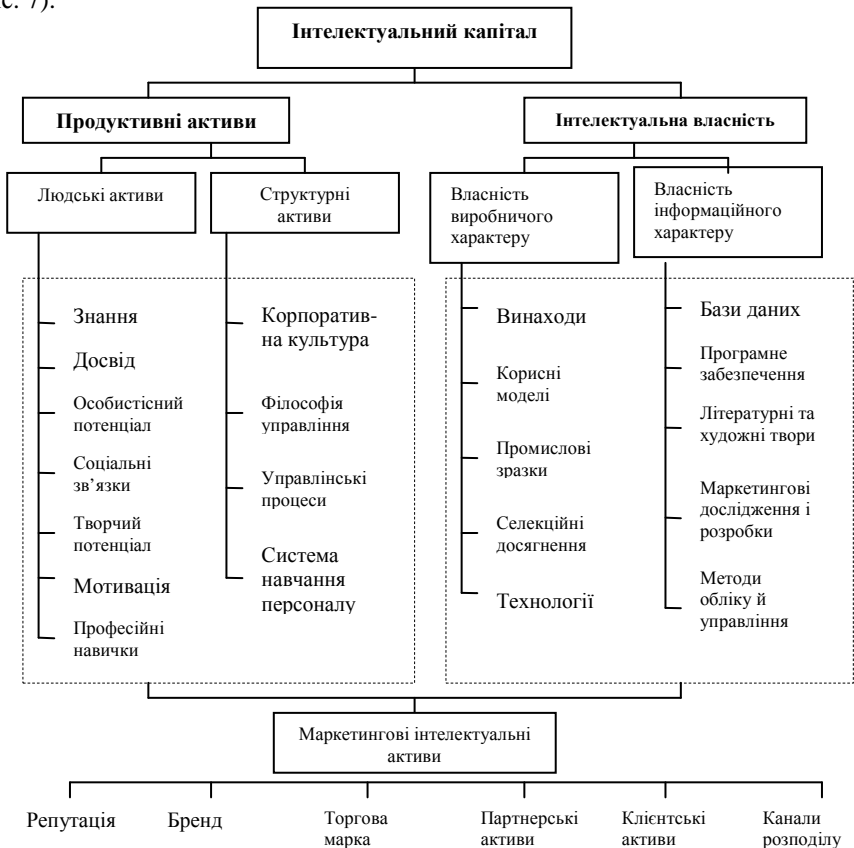 с. 7).
Інтелектуальний капітал
Продуктивні активи
Інтелектуальна власність
Людські активи
Структурні
активи
Власність
виробничого
характеру
Власність
інформаційного
характеру
Знання
Досвід
Особистісний
потенціал
Соціальні
зв’язки
Творчий
потенціал
Мотивація
Професійні
навички
Корпоратив-
на культура
Філософія
управління
Управлінські
процеси
Система
навчання
персоналу
Винаходи
Корисні
моделі
Промислові
зразки
Селекційні
досягнення
Технології
Бази даних
Програмне
забезпечення
Літературні та
художні твори
Маркетингові
дослідження і
розробки
Методи
обліку й
управління
Маркетингові інтелектуальні
активи
Репутація
Бренд
Торгова
марка
Партнерські
активи
Клієнтські
активи
Канали
розподілу